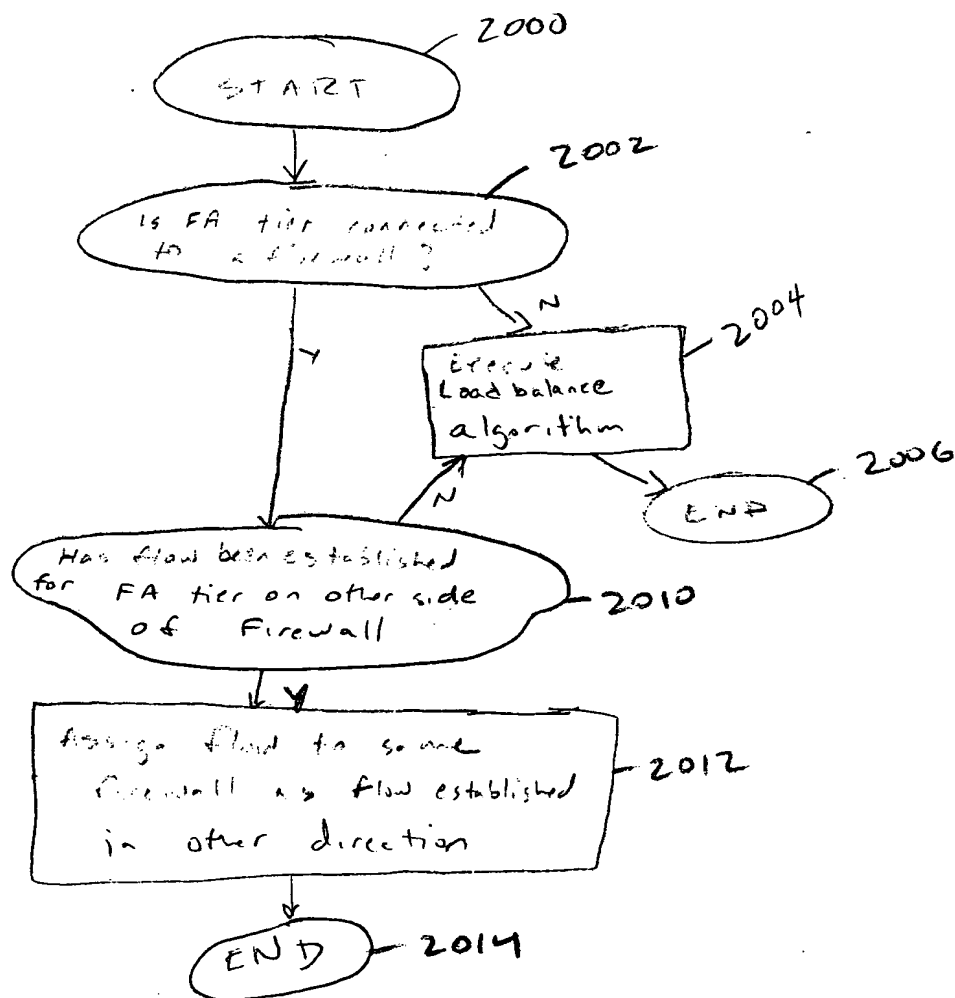 2000
START
2002
Is FA tier connected
to a firewall?
N
Y
2004
Execute
Load balance
algorithm
2006
END
N
Has flow been established
for FA tier on other side
of Firewall
2010
Y
Assign flow to same
firewall as flow established
in other direction
2012
END
2014